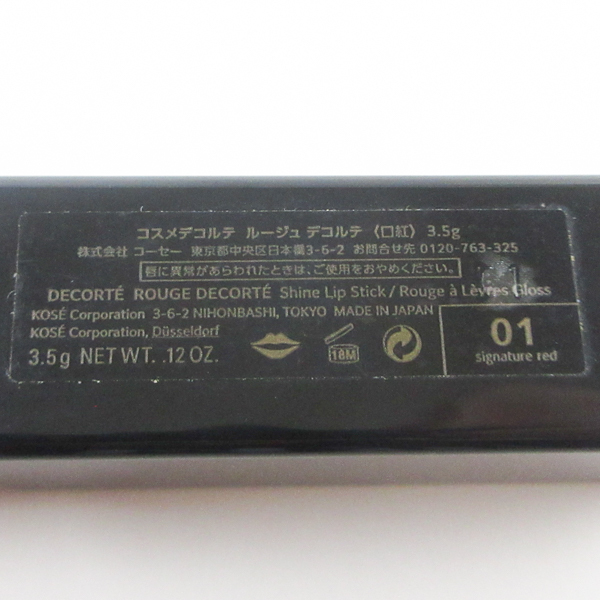 コスメデコルテ ルージュ デコルテ 〈口紅〉 3.5g
株式会社 コーセー 東京都中央区日本橋3-6-2 お問合せ先 0120-763-325
唇に異常があらわれたときは、ご使用をおやめください。
DECORTÉ ROUGE DECORTÉ Shine Lip Stick / Rouge à Lèvres Gloss
KOSÉ Corporation 3-6-2 NIHONBASHI, TOKYO MADE IN JAPAN
KOSÉ Corporation, Düsseldorf
3.5g NET WT. .12 OZ.
18M
01
signature red